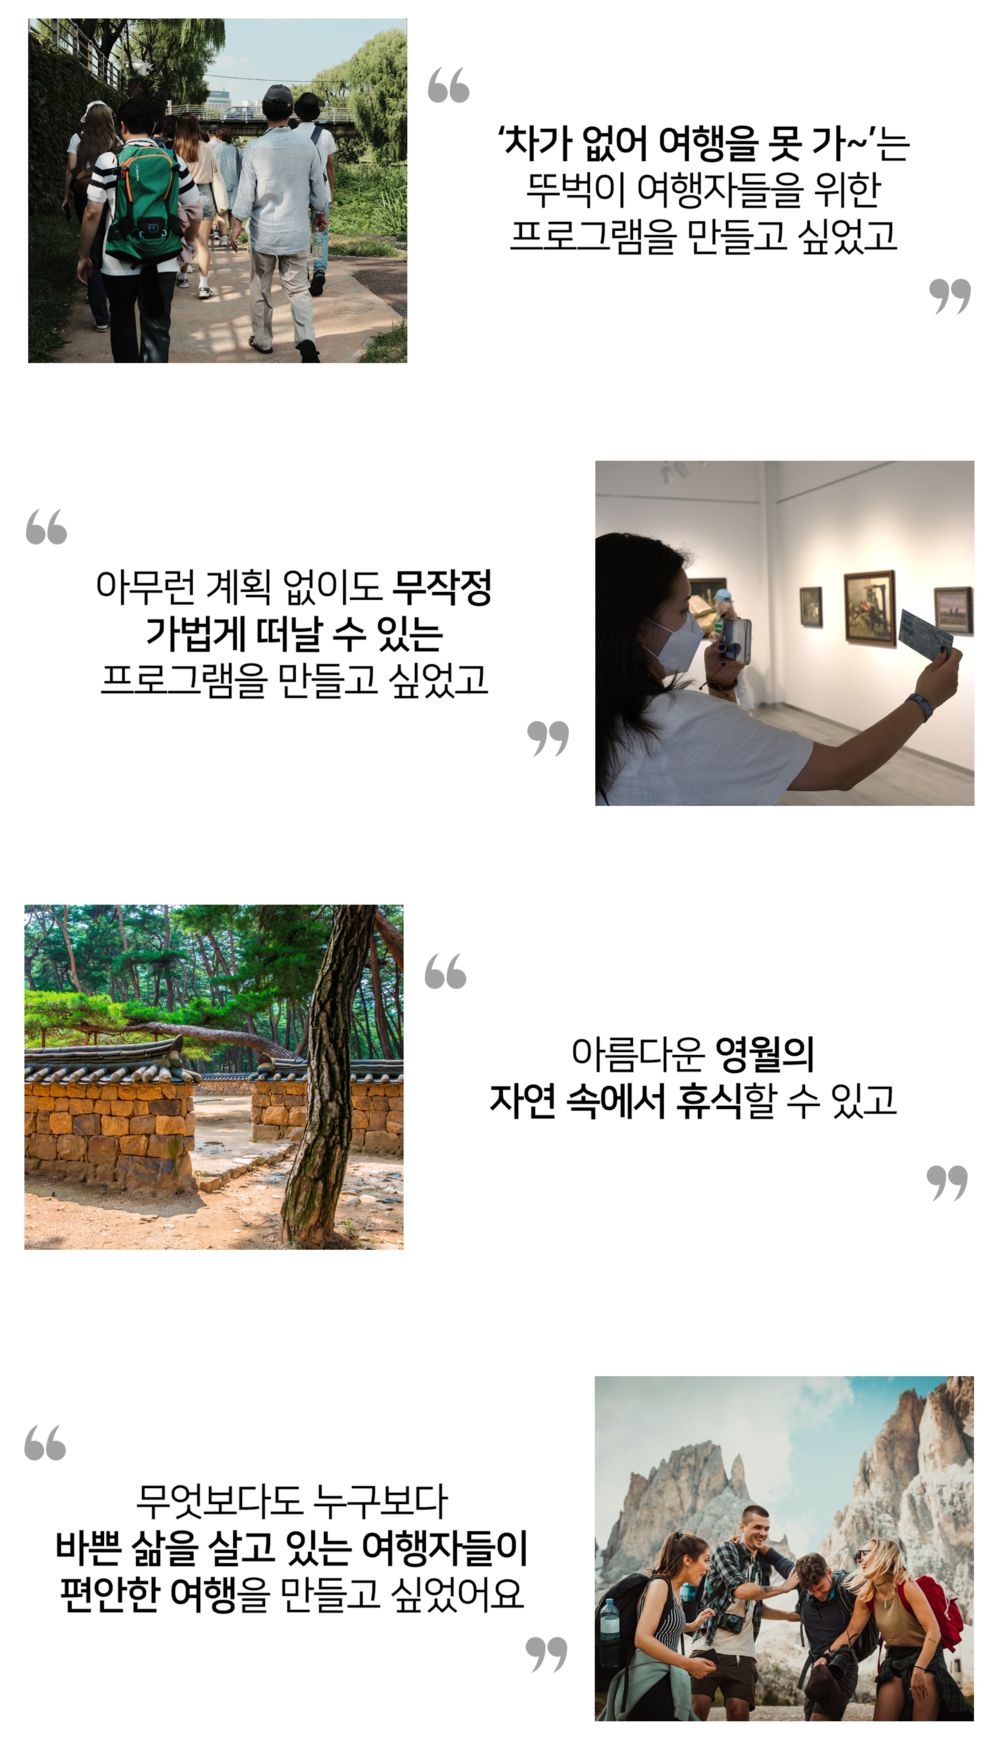 “
‘차가 없어 여행을 못 가~’는
뚜벅이 여행자들을 위한
프로그램을 만들고 싶었고
”
“
아무런 계획 없이도 무작정
가볍게 떠날 수 있는
프로그램을 만들고 싶었고
”
“
아름다운 영월의
자연 속에서 휴식할 수 있고
”
“
무엇보다도 누구보다
바쁜 삶을 살고 있는 여행자들이
편안한 여행을 만들고 싶었어요
”